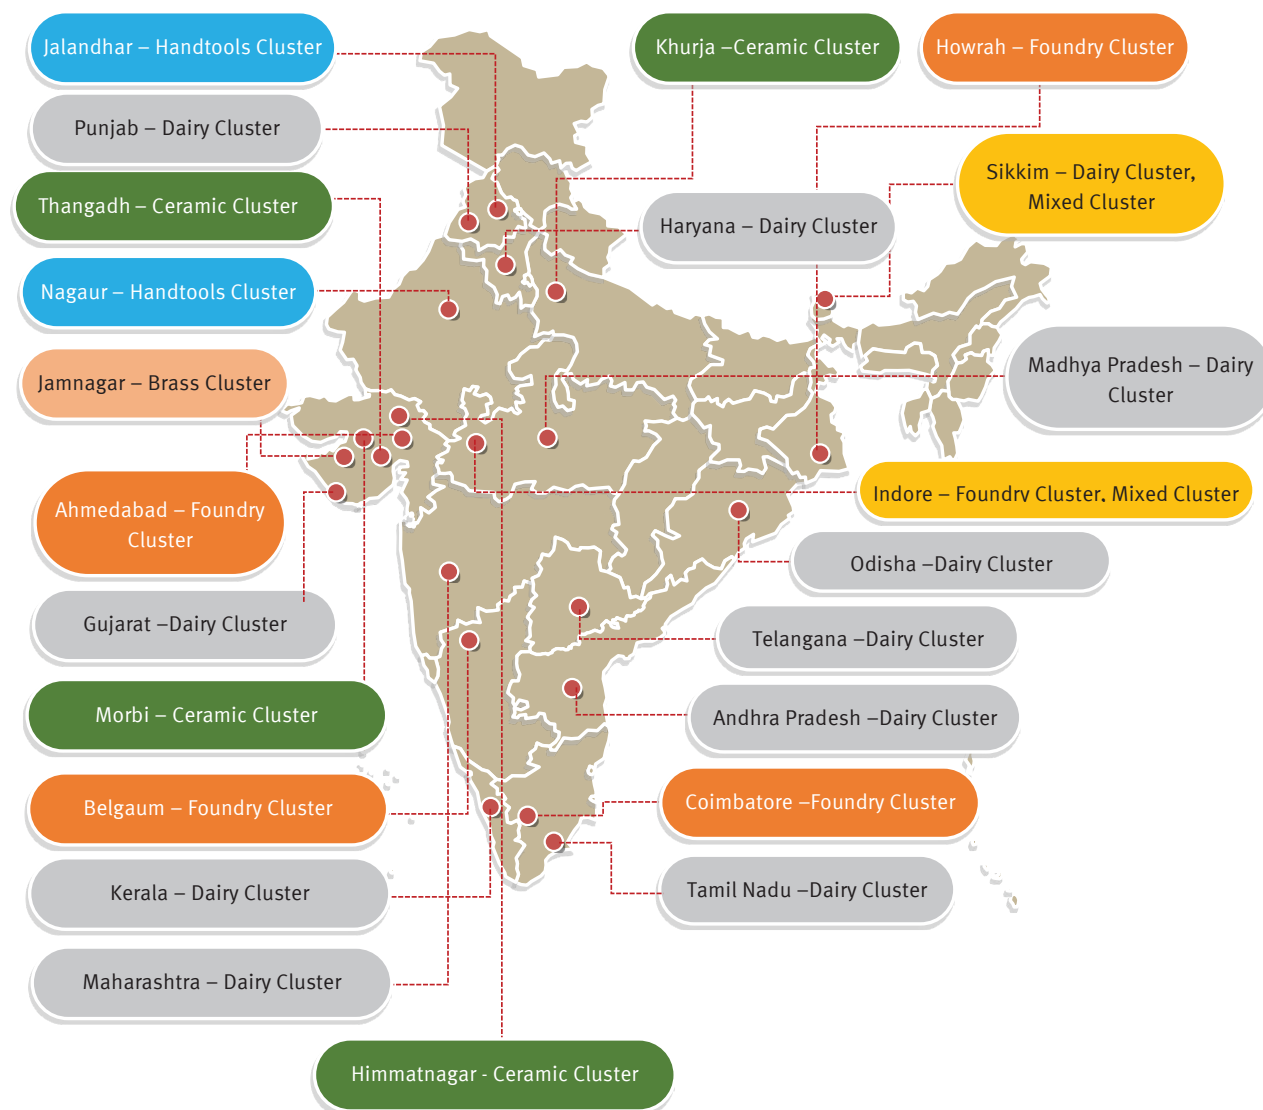 Jalandhar – Handtools Cluster
Khurja –Ceramic Cluster
Howrah – Foundry Cluster
Punjab – Dairy Cluster
Sikkim – Dairy Cluster,
Mixed Cluster
Thangadh – Ceramic Cluster
Haryana – Dairy Cluster
Nagaur – Handtools Cluster
Madhya Pradesh – Dairy
Cluster
Jamnagar – Brass Cluster
Indore – Foundry Cluster, Mixed Cluster
Ahmedabad – Foundry
Cluster
Odisha –Dairy Cluster
Gujarat –Dairy Cluster
Telangana –Dairy Cluster
Morbi – Ceramic Cluster
Andhra Pradesh –Dairy Cluster
Belgaum – Foundry Cluster
Coimbatore –Foundry Cluster
Kerala – Dairy Cluster
Tamil Nadu –Dairy Cluster
Maharashtra – Dairy Cluster
Himmatnagar - Ceramic Cluster